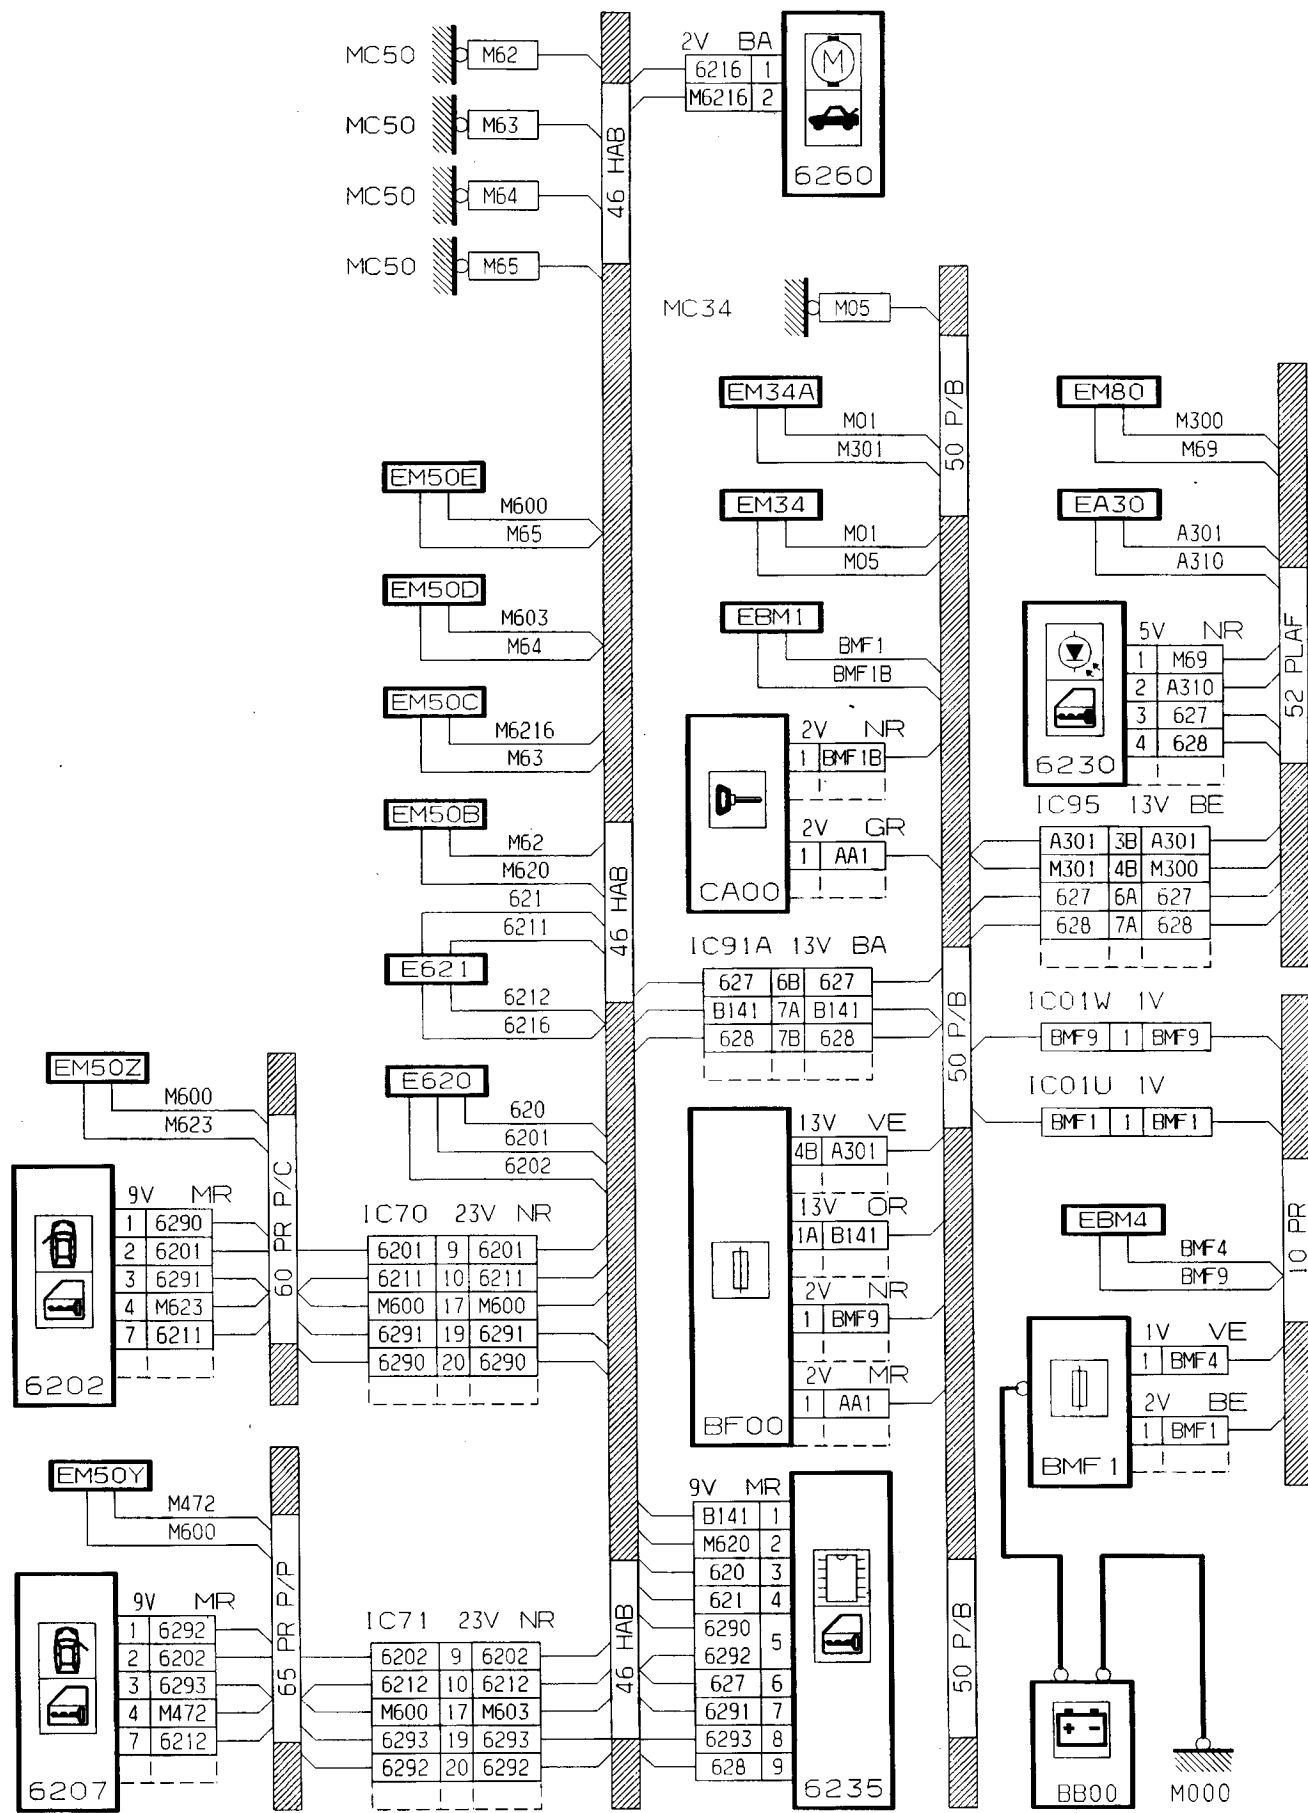 MC50 M62
2V BA
6216 1
M6216 2
M
6260
MC50 M63
46 HAB
MC50 M64
MC50 M65
MC34 M05
50 P/B
EM34A
M01
M301
EM80
M300
M69
EM50E
M600
M65
EM34
M01
M05
EA30
A301
A310
EM50D
M603
M64
EBM1
BMF1
BMF1B
5V NR
1 M69
2 A310
3 627
4 628
6230
52 PLAF
EM50C
M6216
M63
2V NR
1 BMF1B
2V GR
1 AA1
CA00
IC95 13V BE
A301 3B A301
M301 4B M300
627 6A 627
628 7A 628
EM50B
M62
M620
621
6211
E621
6212
6216
46 HAB
IC91A 13V BA
627 6B 627
B141 7A B141
628 7B 628
50 P/B
IC01W 1V
BMF9 1 BMF9
IC01U 1V
BMF1 1 BMF1
EM50Z
M600
M623
E620
620
6201
6202
9V MR
1 6290
2 6201
3 6291
4 M623
7 6211
6202
60 PR P/C
IC70 23V NR
6201 9 6201
6211 10 6211
M600 17 M600
6291 19 6291
6290 20 6290
13V VE
4B A301
13V OR
1A B141
2V NR
1 BMF9
2V MR
1 AA1
BF00
EBM4
BMF4
BMF9
10 PR
1V VE
1 BMF4
2V BE
1 BMF1
BMF1
EM50Y
M472
M600
9V MR
1 6292
2 6202
3 6293
4 M472
7 6212
6207
65 PR P/P
IC71 23V NR
6202 9 6202
6212 10 6212
M600 17 M603
6293 19 6293
6292 20 6292
46 HAB
9V MR
B141 1
M620 2
620 3
621 4
6290
5
6292
627 6
6291 7
6293 8
628 9
6235
50 P/B
+ -
BB00
M000